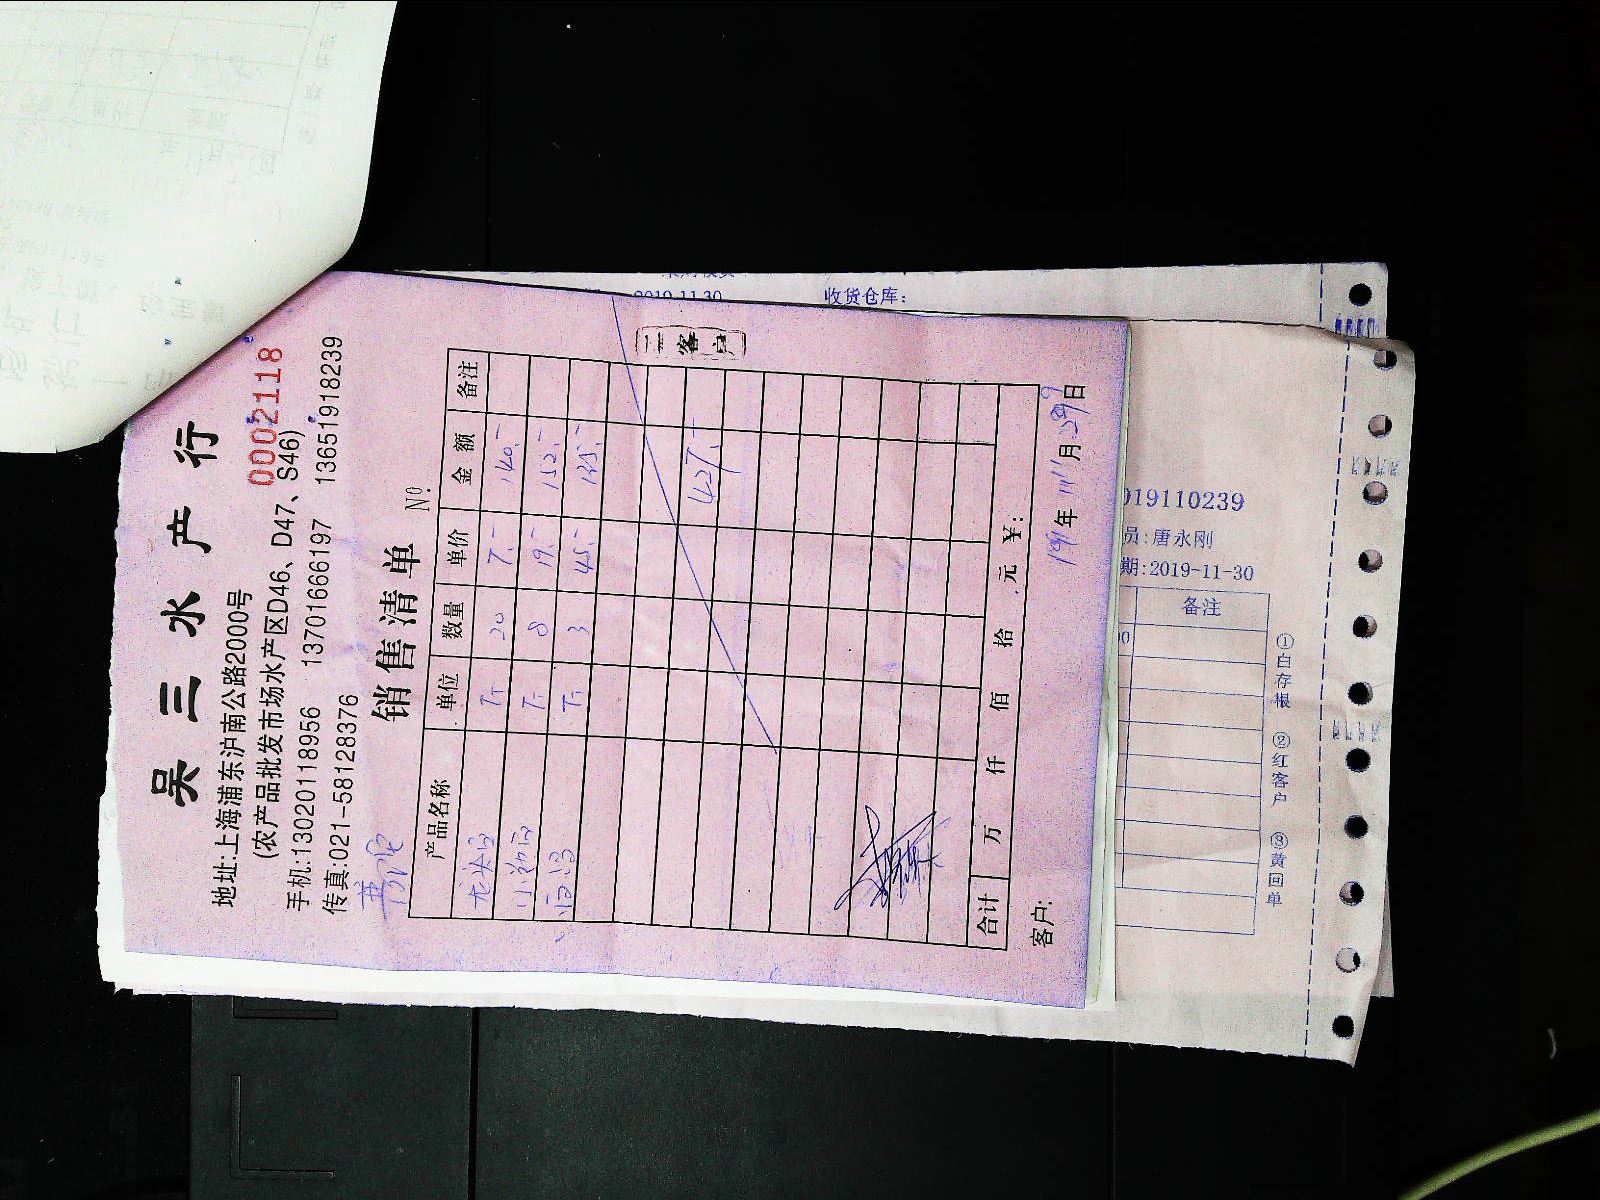 吴三水产行
地址:上海浦东沪南公路2000号
(农产品批发市场水产区D46、D47、S46)
0002118
手机:13020118956 13701666197 13651918239
传真:021-58128376
销售清单 №.
产品名称 单位 数量 单价 金额 备注
斤 20 7.- 140.-
斤 8 19.- 152.-
斤 3 45.- 135.-
427.-
二客户
合计 万 仟 佰 拾 元 ¥:
客户: 年11月29日
2019-11-30
收货仓库:
019110239
员:唐永刚
期:2019-11-30
备注
①白存根 ②红客户 ③黄回单